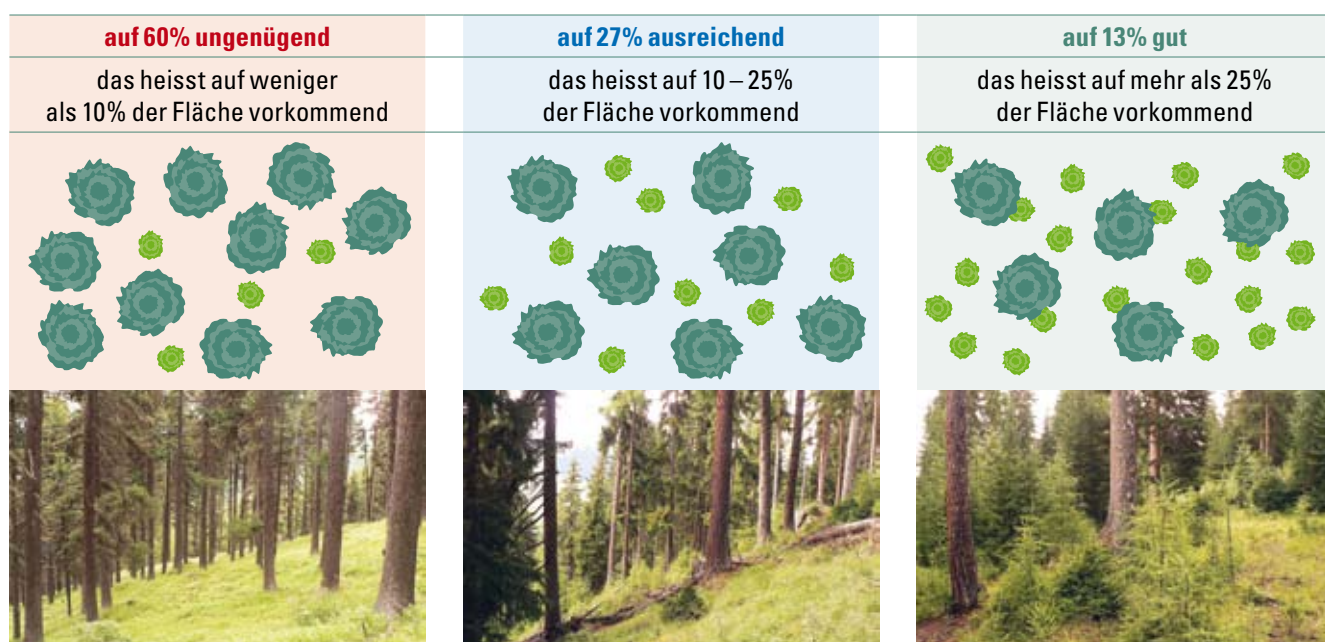 auf 60% ungenügend
das heisst auf weniger
als 10% der Fläche vorkommend
auf 27% ausreichend
das heisst auf 10 – 25%
der Fläche vorkommend
auf 13% gut
das heisst auf mehr als 25%
der Fläche vorkommend